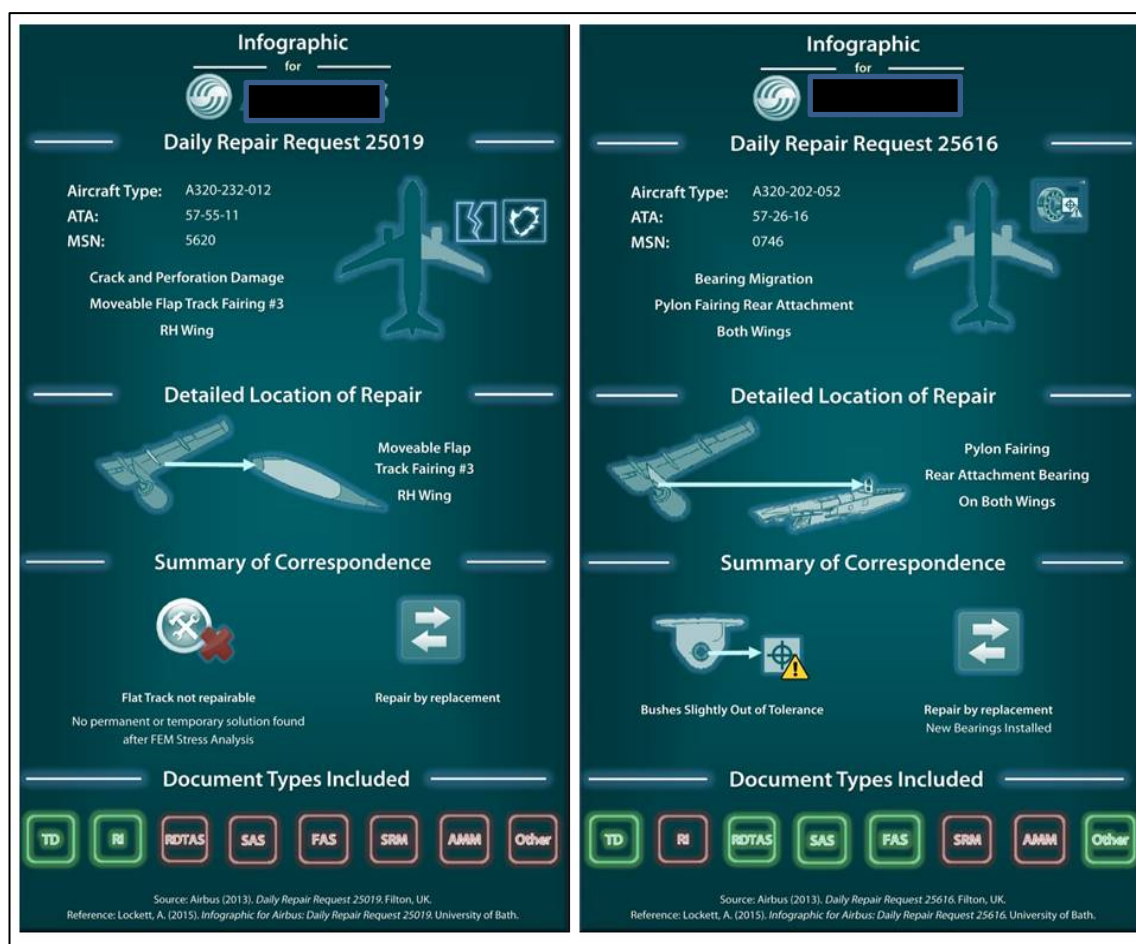 Infographic
for
Daily Repair Request 25019
Aircraft Type: A320-232-012
ATA: 57-55-11
MSN: 5620
Crack and Perforation Damage
Moveable Flap Track Fairing #3
RH Wing
Detailed Location of Repair
Moveable Flap
Track Fairing #3
RH Wing
Summary of Correspondence
Flat Track not repairable
No permanent or temporary solution found
after FEM Stress Analysis
Repair by replacement
Document Types Included
TD RI RDTAS SAS FAS SRM AMM Other
Source: Airbus (2013). Daily Repair Request 25019. Filton, UK.
Reference: Lockett, A. (2015). Infographic for Airbus: Daily Repair Request 25019. University of Bath.
Infographic
for
Daily Repair Request 25616
Aircraft Type: A320-202-052
ATA: 57-26-16
MSN: 0746
Bearing Migration
Pylon Fairing Rear Attachment
Both Wings
Detailed Location of Repair
Pylon Fairing
Rear Attachment Bearing
On Both Wings
Summary of Correspondence
Bushes Slightly Out of Tolerance
Repair by replacement
New Bearings Installed
Document Types Included
TD RI RDTAS SAS FAS SRM AMM Other
Source: Airbus (2013). Daily Repair Request 25616. Filton, UK.
Reference: Lockett, A. (2015). Infographic for Airbus: Daily Repair Request 25616. University of Bath.